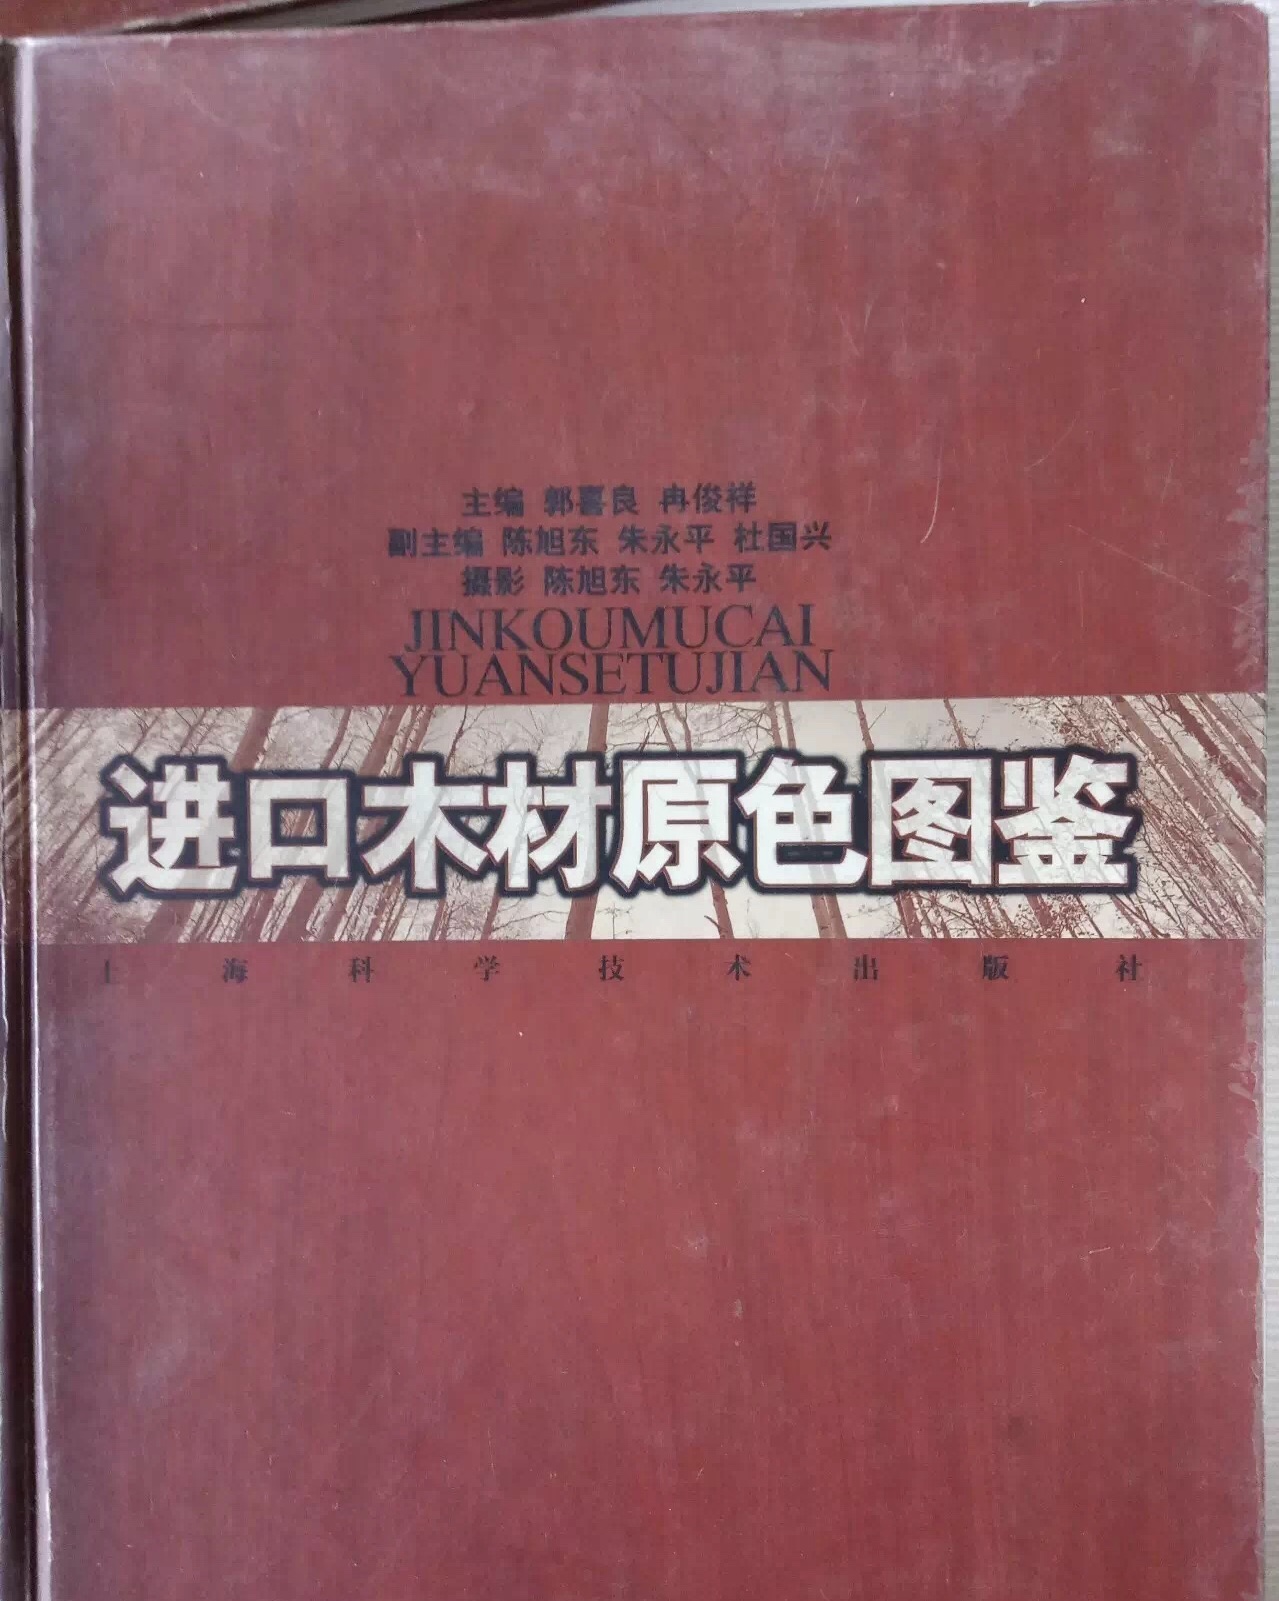 主编 郭喜良 冉俊祥
副主编 陈旭东 朱永平 杜国兴
摄影 陈旭东 朱永平
JINKOUMUCAI
YUANSETUJIAN
进口木材原色图鉴
上海科学技术出版社